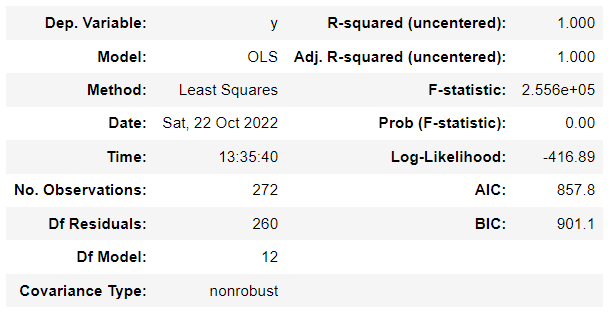 Dep. Variable: y R-squared (uncentered): 1.000
Model: OLS Adj. R-squared (uncentered): 1.000
Method: Least Squares F-statistic: 2.556e+05
Date: Sat, 22 Oct 2022 Prob (F-statistic): 0.00
Time: 13:35:40 Log-Likelihood: -416.89
No. Observations: 272 AIC: 857.8
Df Residuals: 260 BIC: 901.1
Df Model: 12
Covariance Type: nonrobust